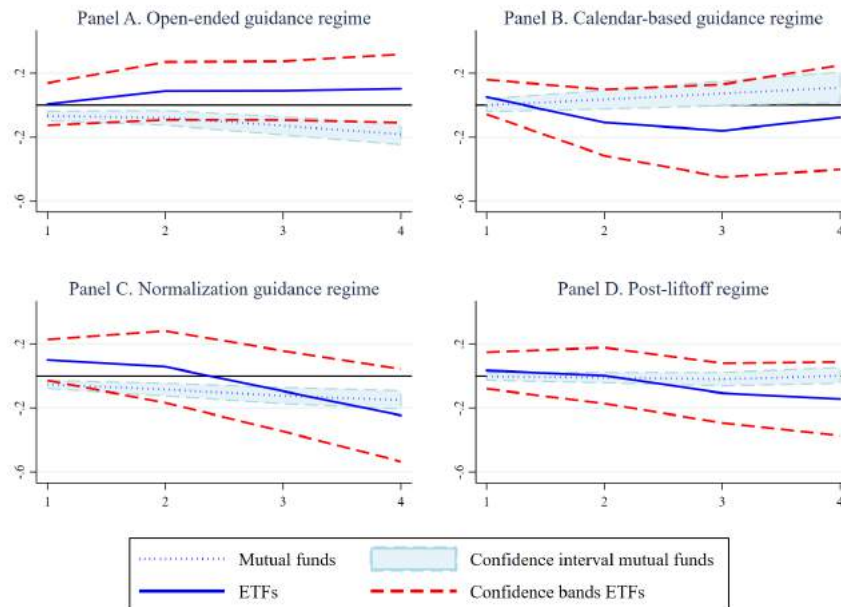 Panel A. Open-ended guidance regime
.2
-.2
-.6
1 2 3 4
Panel B. Calendar-based guidance regime
.2
-.2
-.6
1 2 3 4
Panel C. Normalization guidance regime
.2
-.2
-.6
1 2 3 4
Panel D. Post-liftoff regime
.2
-.2
-.6
1 2 3 4
Mutual funds Confidence interval mutual funds
ETFs Confidence bands ETFs